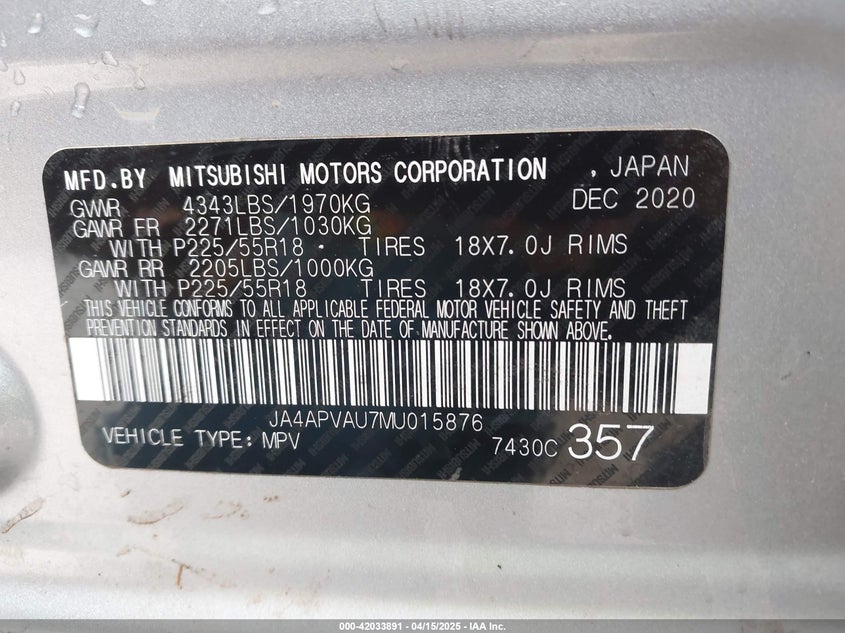 MFD.BY MITSUBISHI MOTORS CORPORATION , JAPAN
GVWR 4343LBS/1970KG DEC 2020
GAWR FR 2271LBS/1030KG
WITH P225/55R18 TIRES 18X7.0J RIMS
GAWR RR 2205LBS/1000KG
WITH P225/55R18 TIRES 18X7.0J RIMS
THIS VEHICLE CONFORMS TO ALL APPLICABLE FEDERAL MOTOR VEHICLE SAFETY AND THEFT
PREVENTION STANDARDS IN EFFECT ON THE DATE OF MANUFACTURE SHOWN ABOVE.
JA4APVAU7MU015876
VEHICLE TYPE: MPV 7430C 357
000-42033891 - 04/15/2025 - IAA Inc.